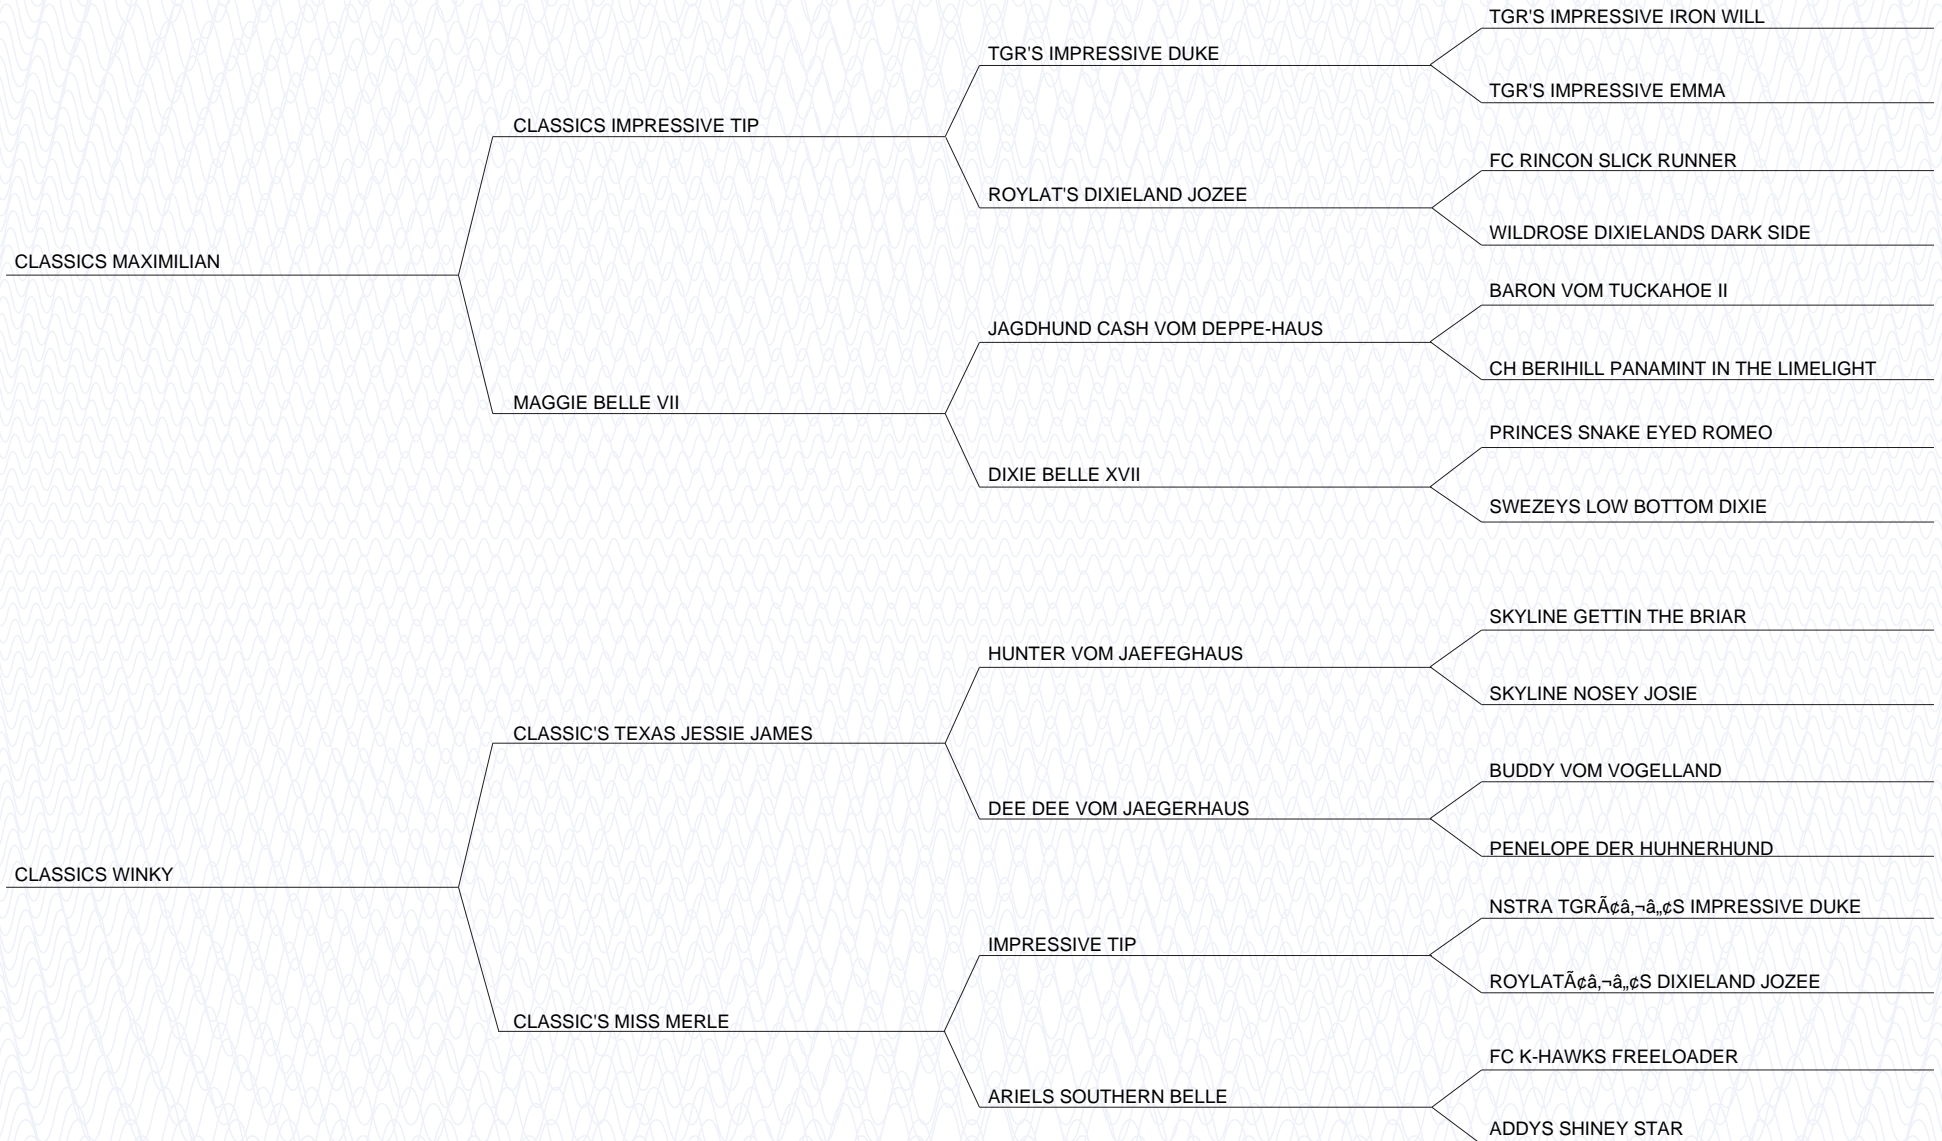 TGR'S IMPRESSIVE IRON WILL
TGR'S IMPRESSIVE DUKE
TGR'S IMPRESSIVE EMMA
CLASSICS IMPRESSIVE TIP
FC RINCON SLICK RUNNER
ROYLAT'S DIXIELAND JOZEE
WILDROSE DIXIELANDS DARK SIDE
CLASSICS MAXIMILIAN
BARON VOM TUCKAHOE II
JAGDHUND CASH VOM DEPPE-HAUS
CH BERIHILL PANAMINT IN THE LIMELIGHT
MAGGIE BELLE VII
PRINCES SNAKE EYED ROMEO
DIXIE BELLE XVII
SWEZEYS LOW BOTTOM DIXIE
SKYLINE GETTIN THE BRIAR
HUNTER VOM JAEFEGHAUS
SKYLINE NOSEY JOSIE
CLASSIC'S TEXAS JESSIE JAMES
BUDDY VOM VOGELLAND
DEE DEE VOM JAEGERHAUS
PENELOPE DER HUHNERHUND
CLASSICS WINKY
NSTRA TGRÃ¢â‚¬â„¢S IMPRESSIVE DUKE
IMPRESSIVE TIP
ROYLATÃ¢â‚¬â„¢S DIXIELAND JOZEE
CLASSIC'S MISS MERLE
FC K-HAWKS FREELOADER
ARIELS SOUTHERN BELLE
ADDYS SHINEY STAR